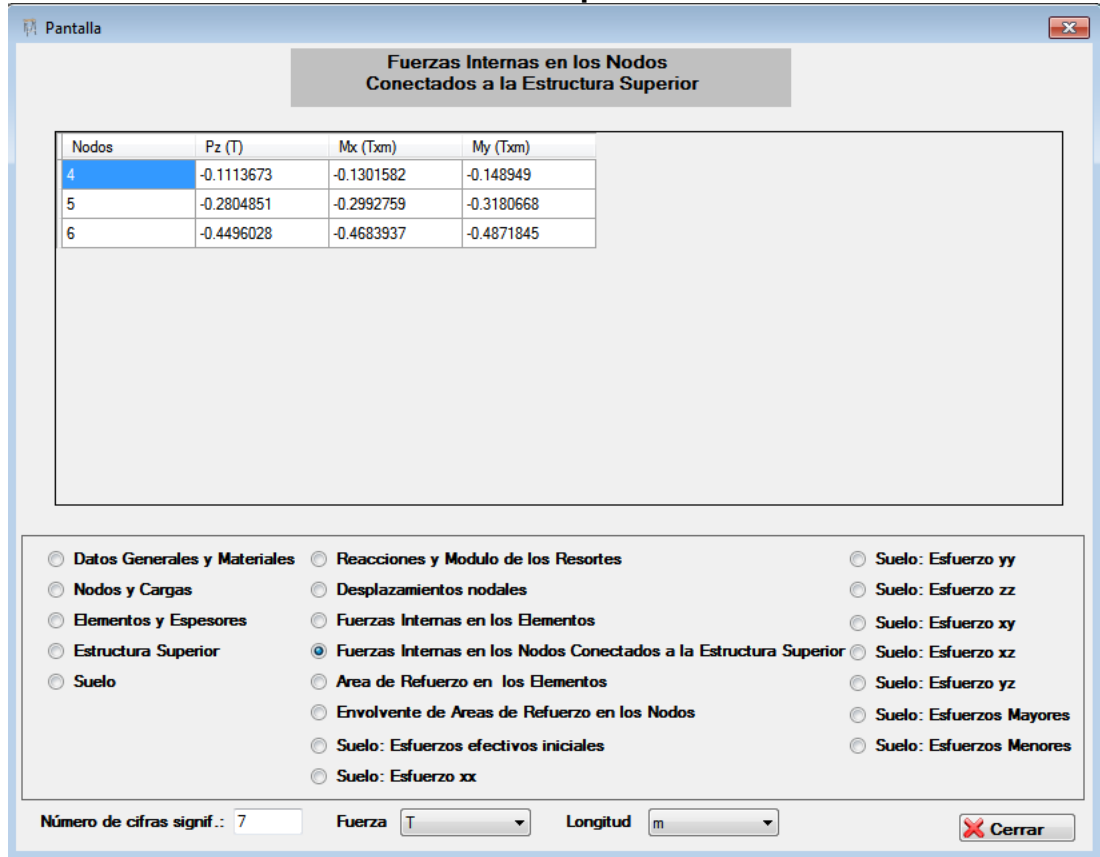 Pantalla
Fuerzas Internas en los Nodos
Conectados a la Estructura Superior
Nodos Pz (T) Mx (Txm) My (Txm)
4 -0.1113673 -0.1301582 -0.148949
5 -0.2804851 -0.2992759 -0.3180668
6 -0.4496028 -0.4683937 -0.4871845
Datos Generales y Materiales
Nodos y Cargas
Elementos y Espesores
Estructura Superior
Suelo
Reacciones y Modulo de los Resortes
Desplazamientos nodales
Fuerzas Internas en los Elementos
Fuerzas Internas en los Nodos Conectados a la Estructura Superior
Area de Refuerzo en los Elementos
Envolvente de Areas de Refuerzo en los Nodos
Suelo: Esfuerzos efectivos iniciales
Suelo: Esfuerzo xx
Suelo: Esfuerzo yy
Suelo: Esfuerzo zz
Suelo: Esfuerzo xy
Suelo: Esfuerzo xz
Suelo: Esfuerzo yz
Suelo: Esfuerzos Mayores
Suelo: Esfuerzos Menores
Número de cifras signif.: 7 Fuerza T Longitud m Cerrar